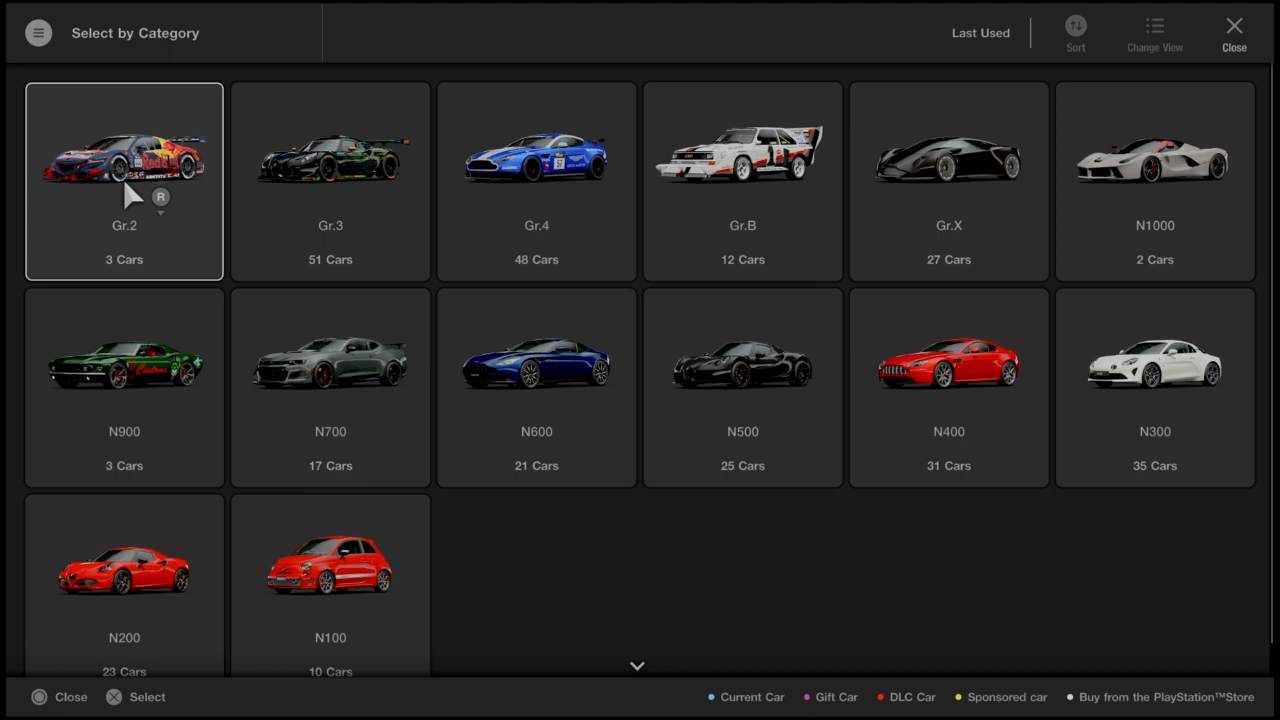 Select by Category
Last Used
Sort
Change View
Close
Gr.2
3 Cars
Gr.3
51 Cars
Gr.4
48 Cars
Gr.B
12 Cars
Gr.X
27 Cars
N1000
2 Cars
N900
3 Cars
N700
17 Cars
N600
21 Cars
N500
25 Cars
N400
31 Cars
N300
35 Cars
N200
23 Cars
N100
10 Cars
R
Close
Select
Current Car
Gift Car
DLC Car
Sponsored car
Buy from the PlayStation™Store